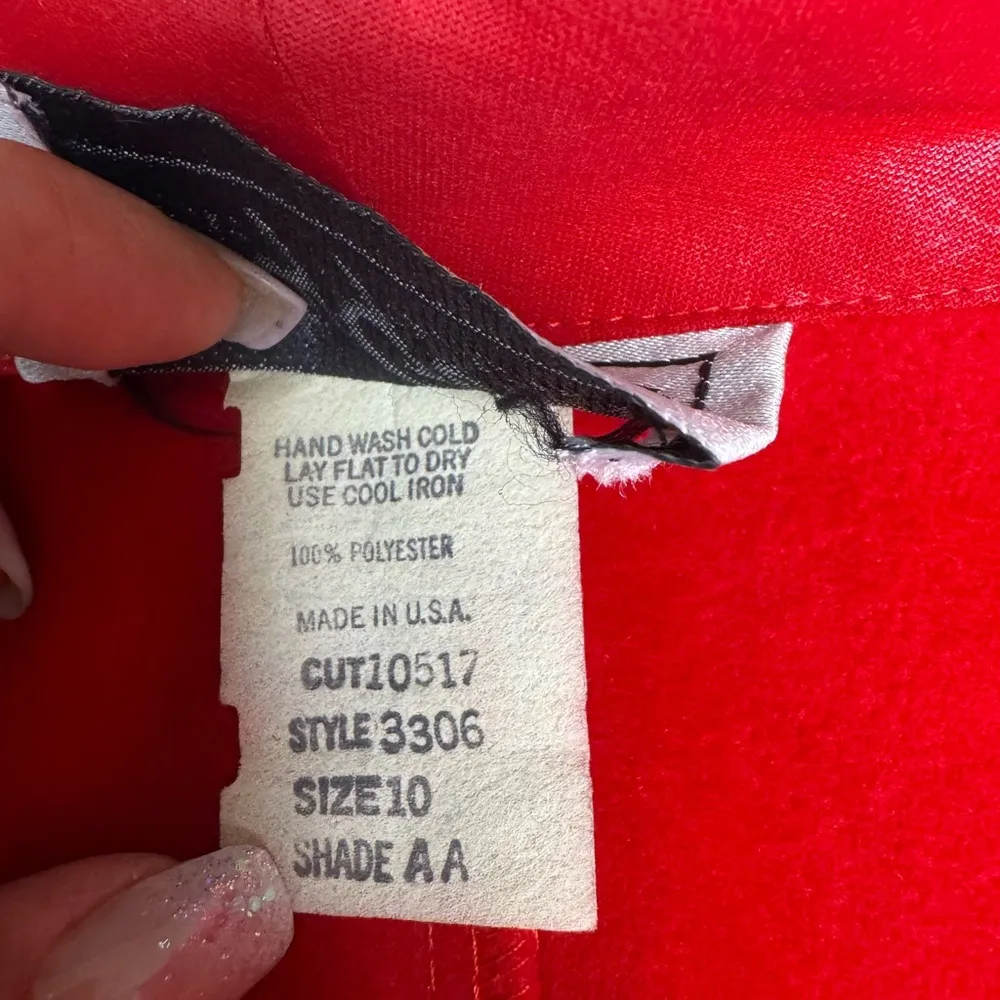 HAND WASH COLD
LAY FLAT TO DRY
USE COOL IRON
100% POLYESTER
MADE IN U.S.A.
CUT10517
STYLE 3306
SIZE10
SHADE A A